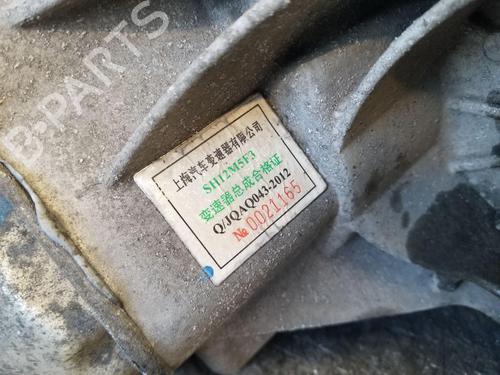 B-PARTS
上海汽车变速器有限公司
SH12M5F3
变速器总成合格证
Q/JQAQ043-2012
№ 0021165